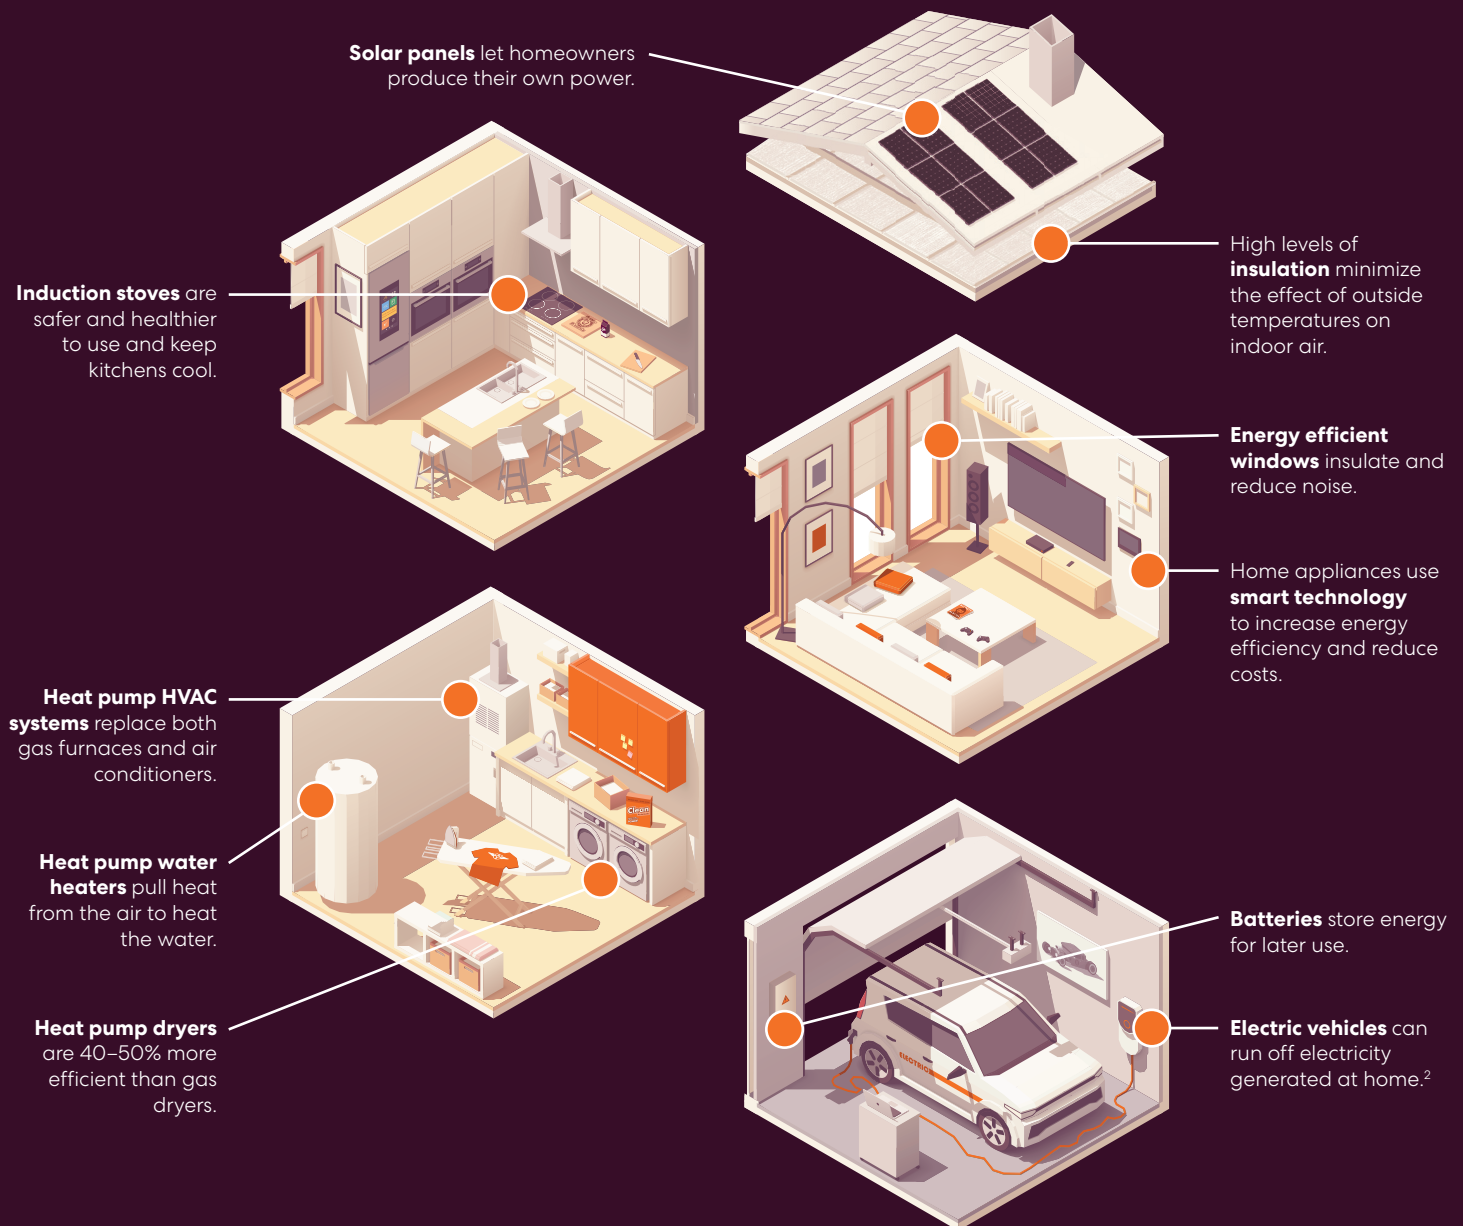 Solar panels let homeowners
produce their own power.
Induction stoves are
safer and healthier
to use and keep
kitchens cool.
High levels of
insulation minimize
the effect of outside
temperatures on
indoor air.
Energy efficient
windows insulate and
reduce noise.
Home appliances use
smart technology
to increase energy
efficiency and reduce
costs.
Heat pump HVAC
systems replace both
gas furnaces and air
conditioners.
Clean
Heat pump water
heaters pull heat
from the air to heat
the water.
Heat pump dryers
are 40–50% more
efficient than gas
dryers.
Batteries store energy
for later use.
Electric vehicles can
run off electricity
generated at home.²
ELECTRIC